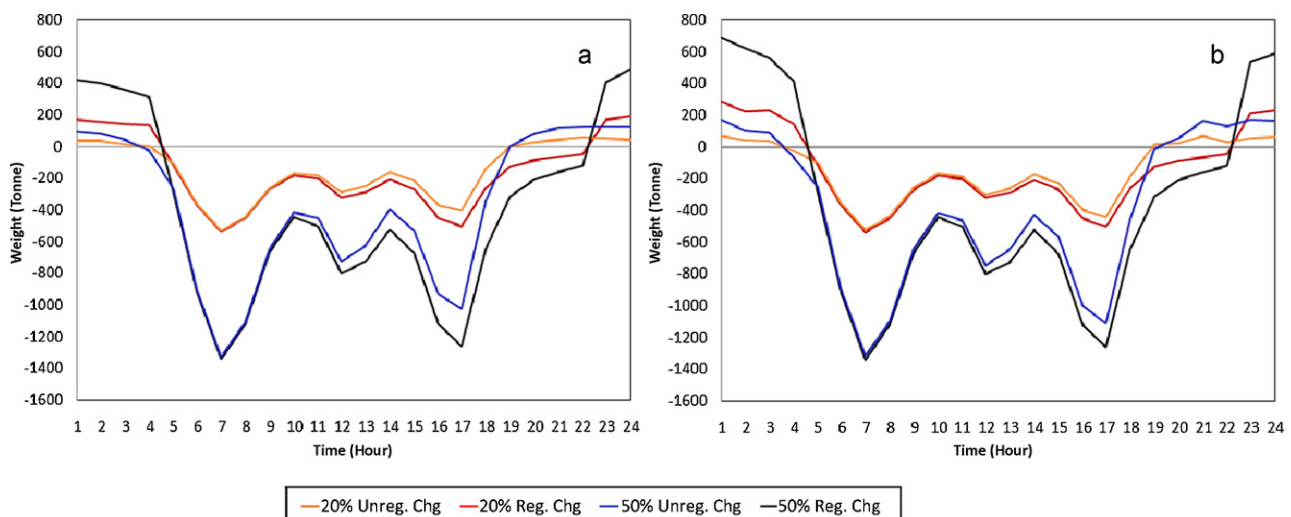 800
600
400
200
0
-200
-400
-600
-800
-1000
-1200
-1400
-1600
Weight (Tonne)
a
1 2 3 4 5 6 7 8 9 10 11 12 13 14 15 16 17 18 19 20 21 22 23 24
Time (Hour)
800
600
400
200
0
-200
-400
-600
-800
-1000
-1200
-1400
-1600
Weight (Tonne)
b
1 2 3 4 5 6 7 8 9 10 11 12 13 14 15 16 17 18 19 20 21 22 23 24
Time (Hour)
20% Unreg. Chg 20% Reg. Chg 50% Unreg. Chg 50% Reg. Chg